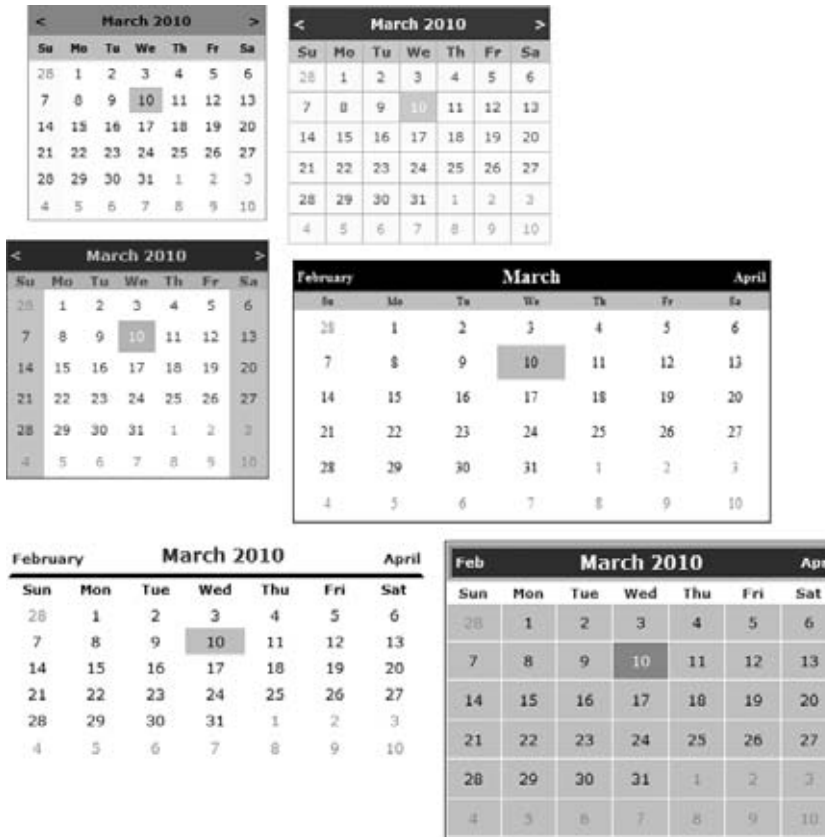 < March 2010 >
Su Mo Tu We Th Fr Sa
28 1 2 3 4 5 6
7 8 9 10 11 12 13
14 15 16 17 18 19 20
21 22 23 24 25 26 27
28 29 30 31 1 2 3
4 5 6 7 8 9 10
< March 2010 >
Su Mo Tu We Th Fr Sa
28 1 2 3 4 5 6
7 8 9 10 11 12 13
14 15 16 17 18 19 20
21 22 23 24 25 26 27
28 29 30 31 1 2 3
4 5 6 7 8 9 10
< March 2010 >
Su Mo Tu We Th Fr Sa
28 1 2 3 4 5 6
7 8 9 10 11 12 13
14 15 16 17 18 19 20
21 22 23 24 25 26 27
28 29 30 31 1 2 3
4 5 6 7 8 9 10
February March April
Su Mo Tu We Th Fr Sa
28 1 2 3 4 5 6
7 8 9 10 11 12 13
14 15 16 17 18 19 20
21 22 23 24 25 26 27
28 29 30 31 1 2 3
4 5 6 7 8 9 10
February March 2010 April
Sun Mon Tue Wed Thu Fri Sat
28 1 2 3 4 5 6
7 8 9 10 11 12 13
14 15 16 17 18 19 20
21 22 23 24 25 26 27
28 29 30 31 1 2 3
4 5 6 7 8 9 10
Feb March 2010 Apr
Sun Mon Tue Wed Thu Fri Sat
28 1 2 3 4 5 6
7 8 9 10 11 12 13
14 15 16 17 18 19 20
21 22 23 24 25 26 27
28 29 30 31 1 2 3
4 5 6 7 8 9 10